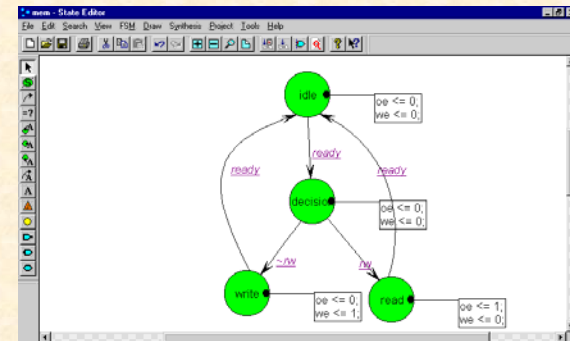 mem - State Editor
File Edit Search View FSM Draw Synthesis Project Tools Help
idle
oe <= 0;
we <= 0;
ready
ready
ready
decision
oe <= 0;
we <= 0;
~rw
rw
write
oe <= 0;
we <= 1;
read
oe <= 1;
we <= 0;